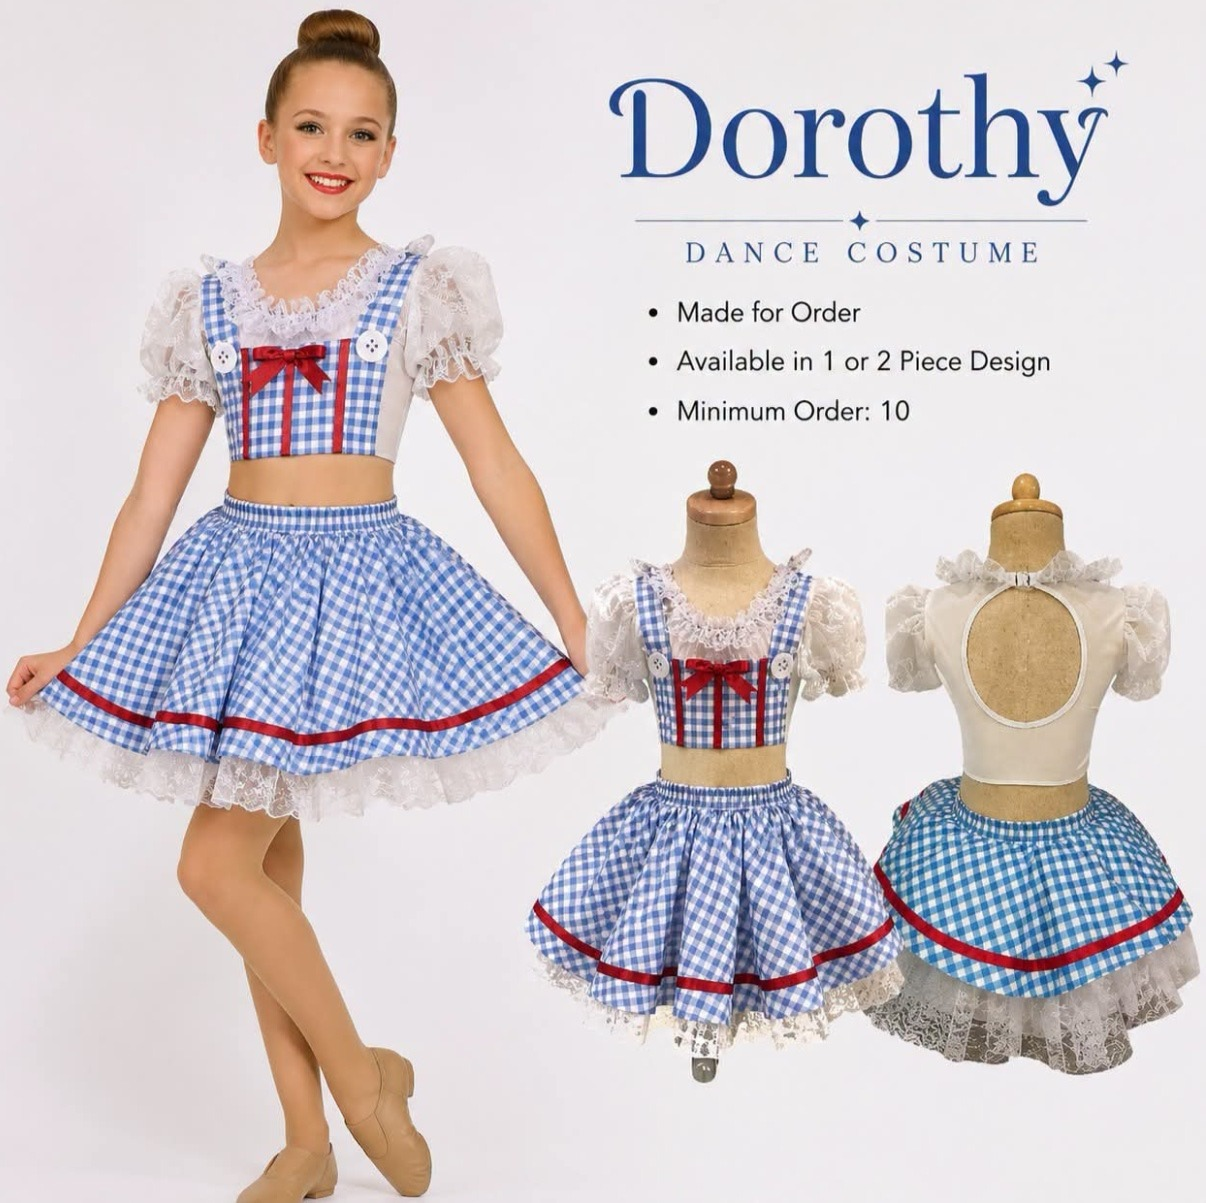 Dorothy
DANCE COSTUME
• Made for Order
• Available in 1 or 2 Piece Design
• Minimum Order: 10